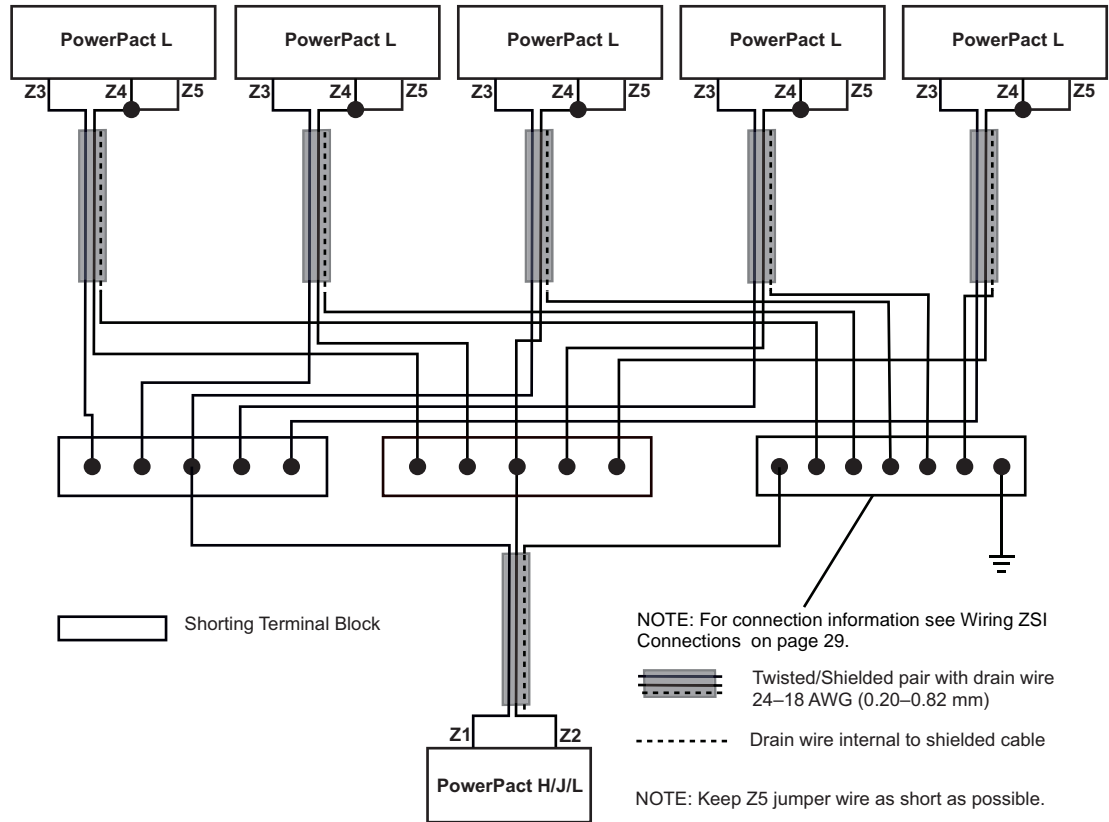 PowerPact L PowerPact L PowerPact L PowerPact L PowerPact L
Z3 Z4 Z5 Z3 Z4 Z5 Z3 Z4 Z5 Z3 Z4 Z5 Z3 Z4 Z5
Shorting Terminal Block
NOTE: For connection information see Wiring ZSI
Connections on page 29.
Twisted/Shielded pair with drain wire
24–18 AWG (0.20–0.82 mm)
Z1 Z2
Drain wire internal to shielded cable
PowerPact H/J/L
NOTE: Keep Z5 jumper wire as short as possible.